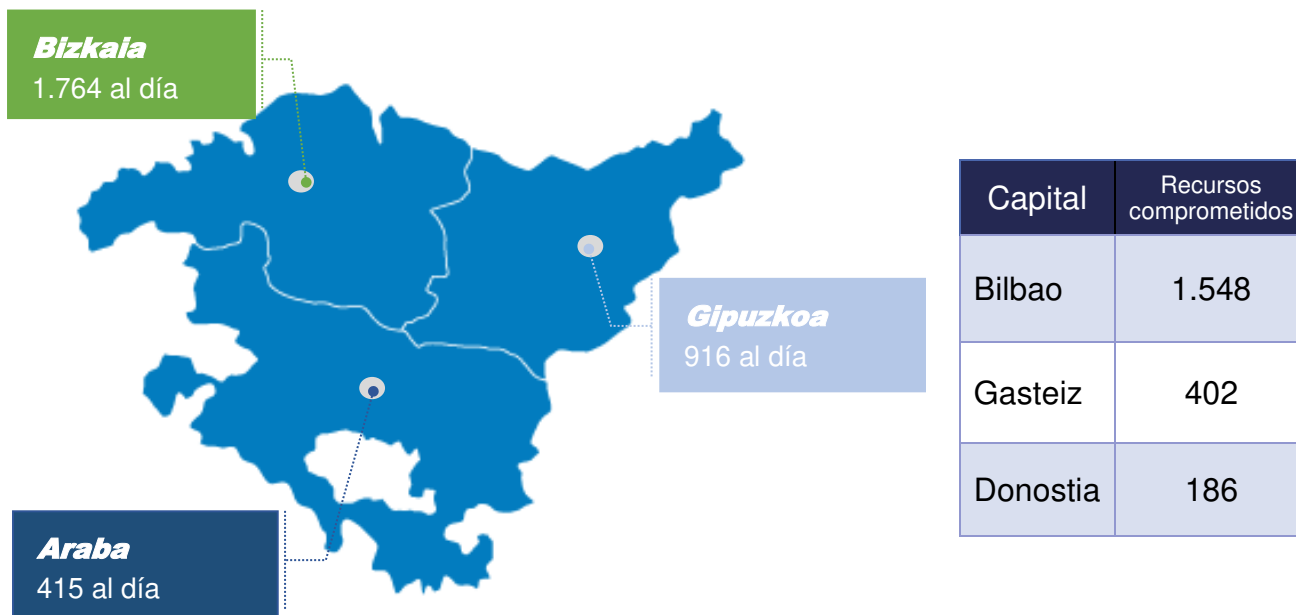 Bizkaia
1.764 al día
Gipuzkoa
916 al día
Araba
415 al día
Capital
Recursos
comprometidos
Bilbao
1.548
Gasteiz
402
Donostia
186